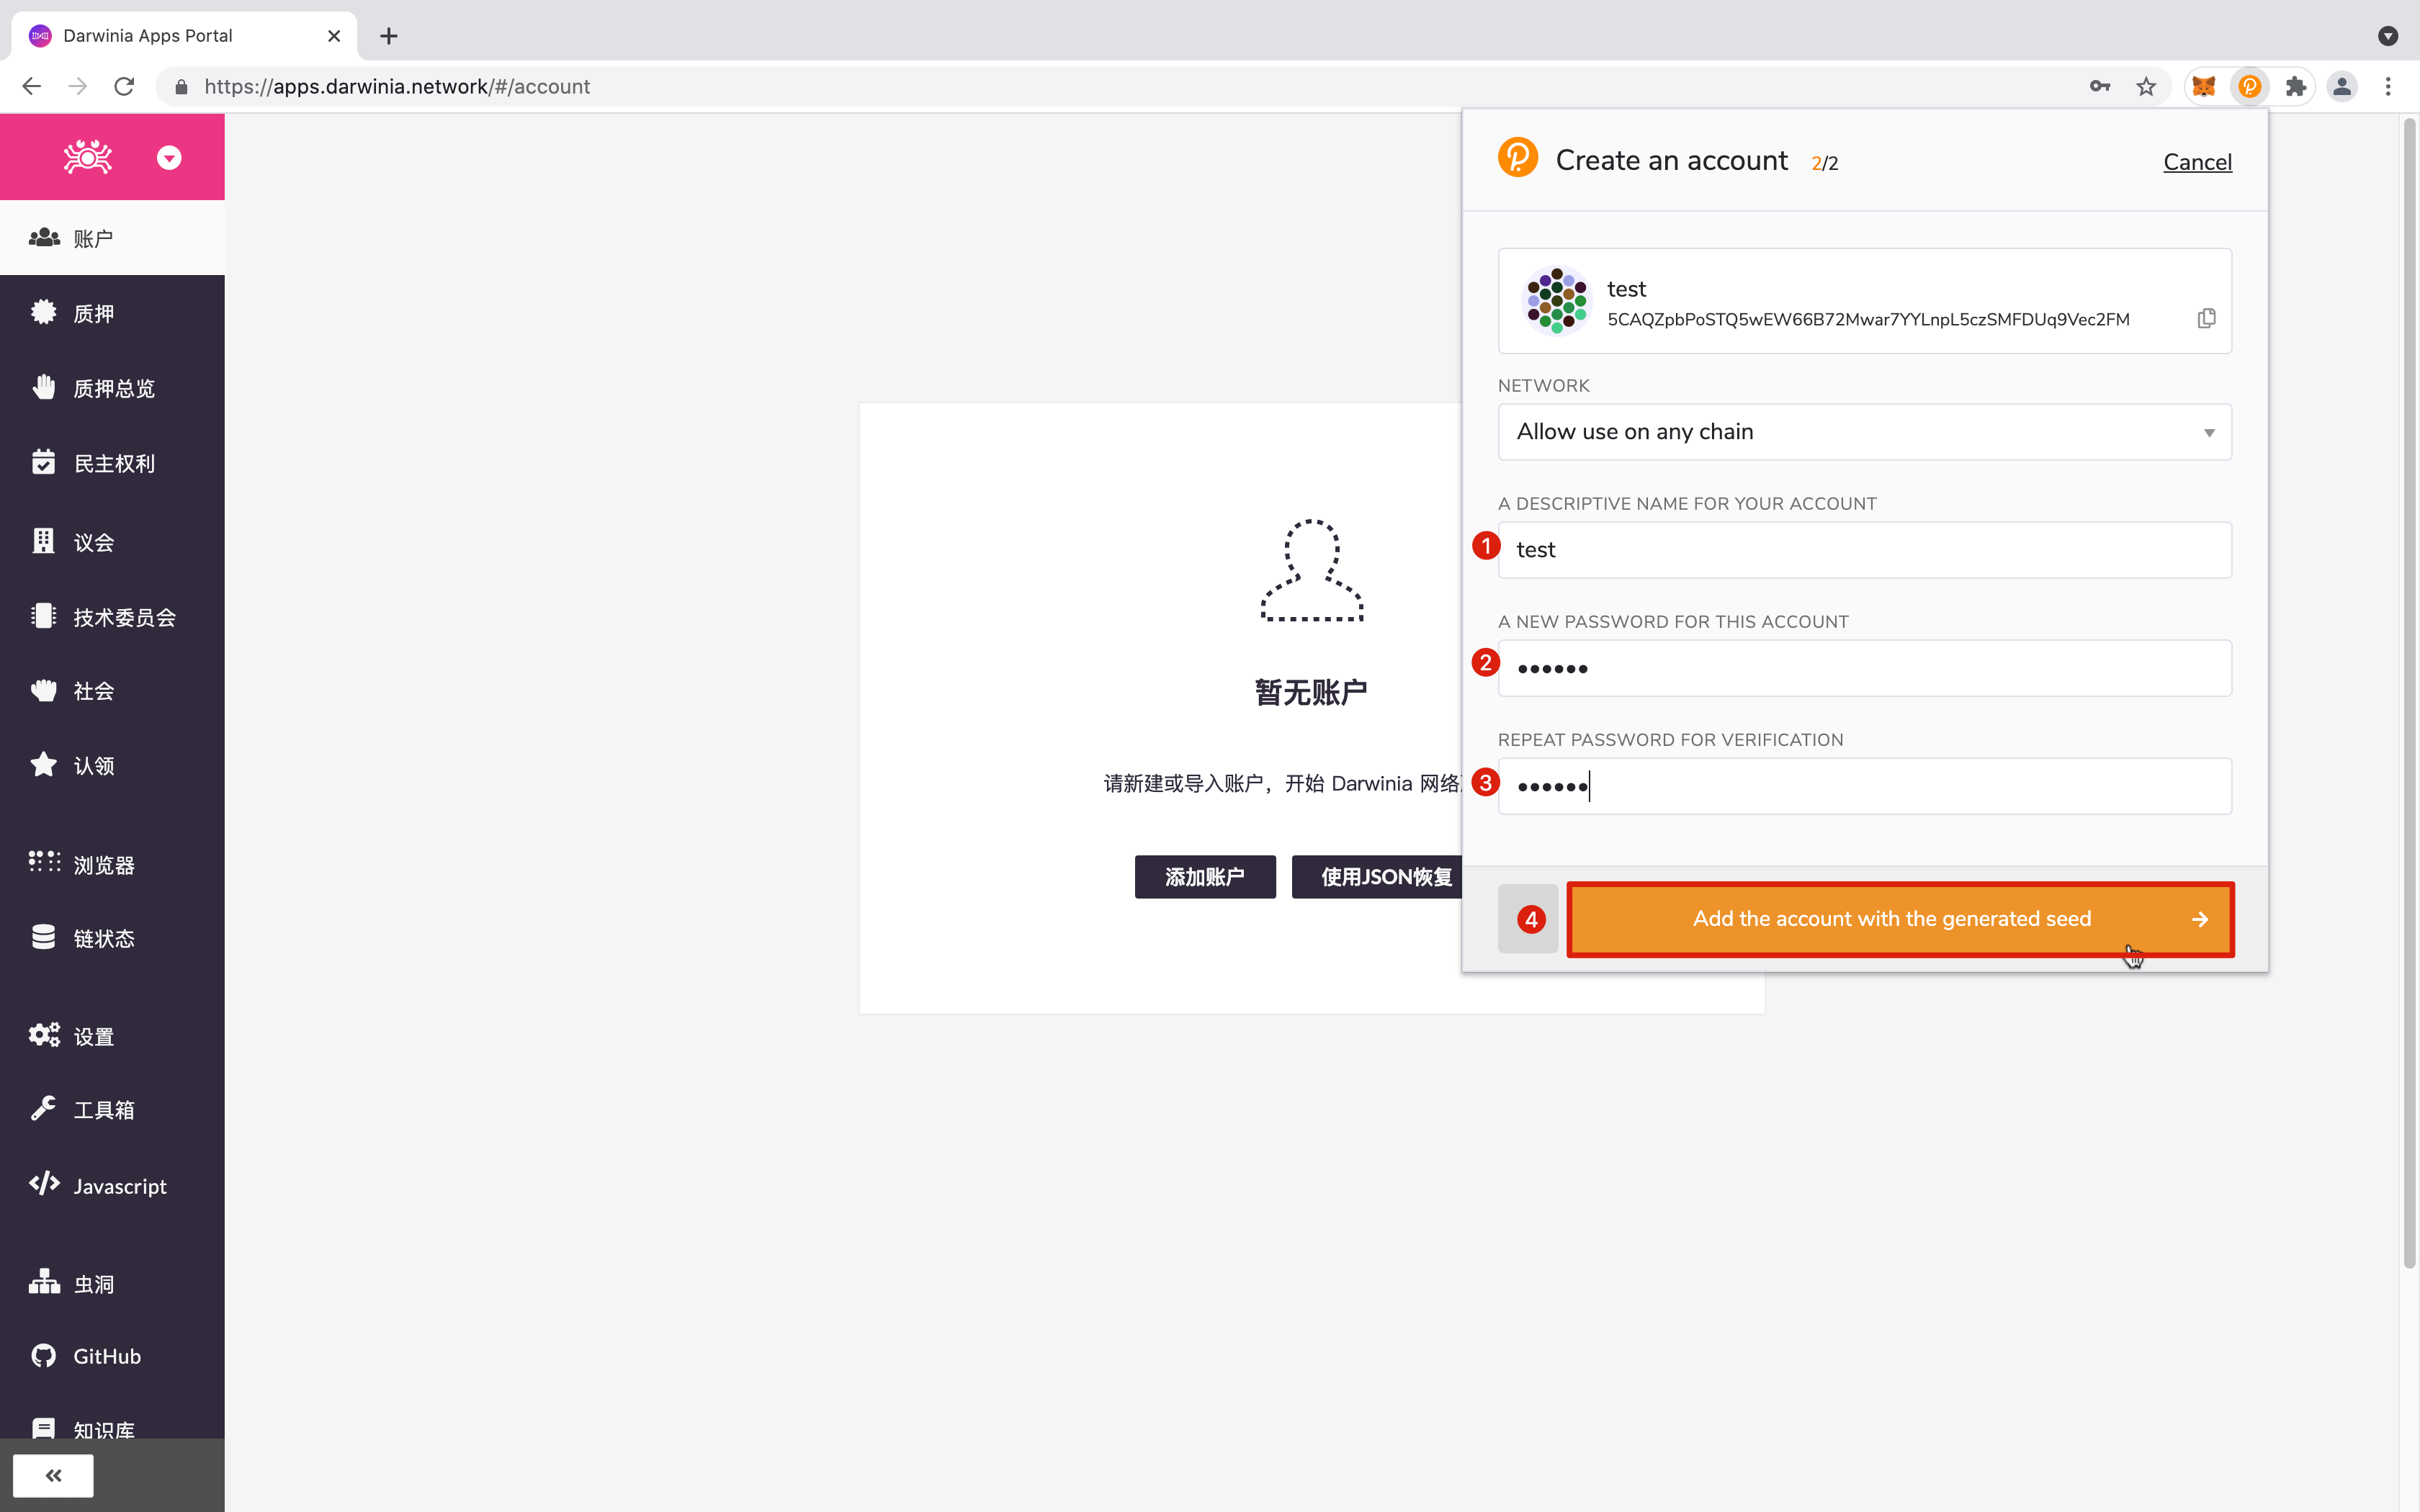 Darwinia Apps Portal
https://apps.darwinia.network/#/account
账户
质押
质押总览
民主权利
议会
技术委员会
社会
认领
浏览器
链状态
设置
工具箱
Javascript
虫洞
GitHub
知识库
暂无账户
请新建或导入账户，开始 Darwinia 网络
添加账户
使用JSON恢复
Create an account 2/2
Cancel
test
5CAQZpbPoSTQ5wEW66B72Mwar7YYLnpL5czSMFDUq9Vec2FM
NETWORK
Allow use on any chain
A DESCRIPTIVE NAME FOR YOUR ACCOUNT
1 test
A NEW PASSWORD FOR THIS ACCOUNT
2 ••••••
REPEAT PASSWORD FOR VERIFICATION
3 ••••••
4 Add the account with the generated seed